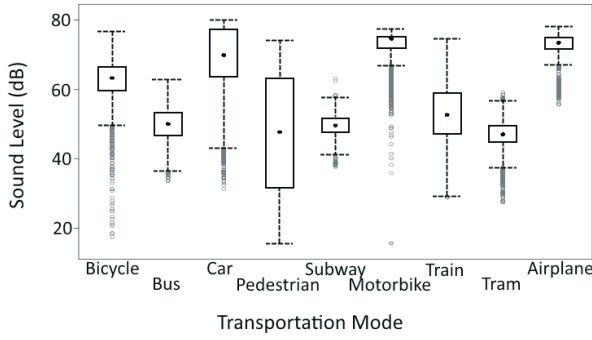 80
60
40
20
Sound Level (dB)
Bicycle
Bus
Car
Pedestrian
Subway
Motorbike
Train
Tram
Airplane
Transportation Mode